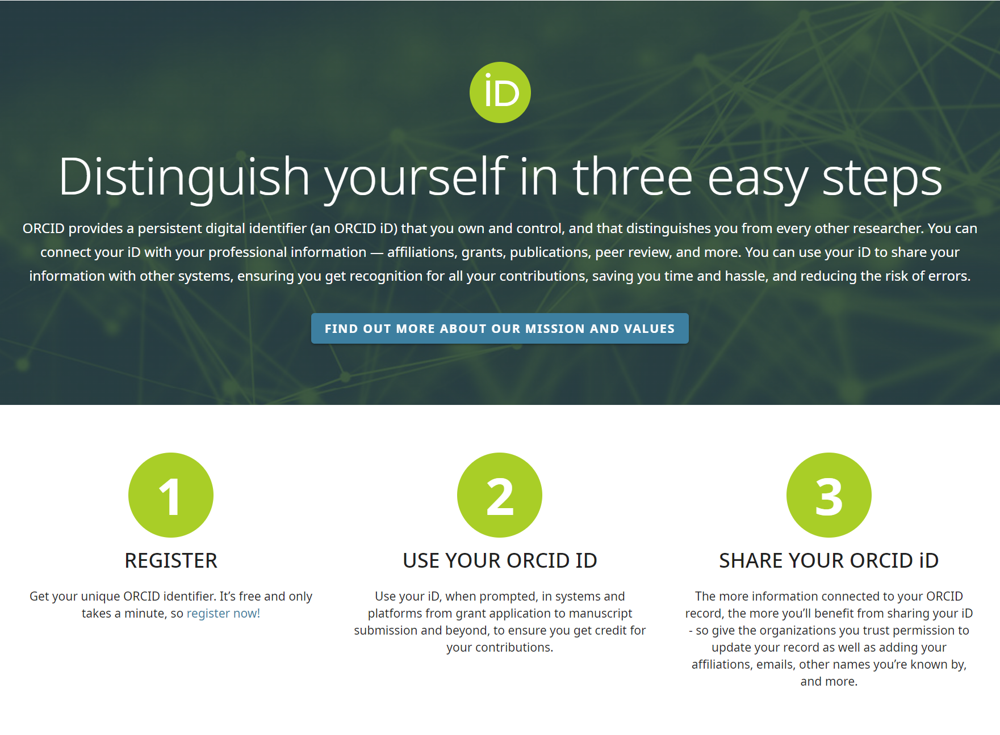 iD
Distinguish yourself in three easy steps
ORCID provides a persistent digital identifier (an ORCID iD) that you own and control, and that distinguishes you from every other researcher. You can
connect your iD with your professional information — affiliations, grants, publications, peer review, and more. You can use your iD to share your
information with other systems, ensuring you get recognition for all your contributions, saving you time and hassle, and reducing the risk of errors.
FIND OUT MORE ABOUT OUR MISSION AND VALUES
1
REGISTER
Get your unique ORCID identifier. It’s free and only
takes a minute, so register now!
2
USE YOUR ORCID ID
Use your iD, when prompted, in systems and
platforms from grant application to manuscript
submission and beyond, to ensure you get credit for
your contributions.
3
SHARE YOUR ORCID iD
The more information connected to your ORCID
record, the more you’ll benefit from sharing your iD
- so give the organizations you trust permission to
update your record as well as adding your
affiliations, emails, other names you’re known by,
and more.